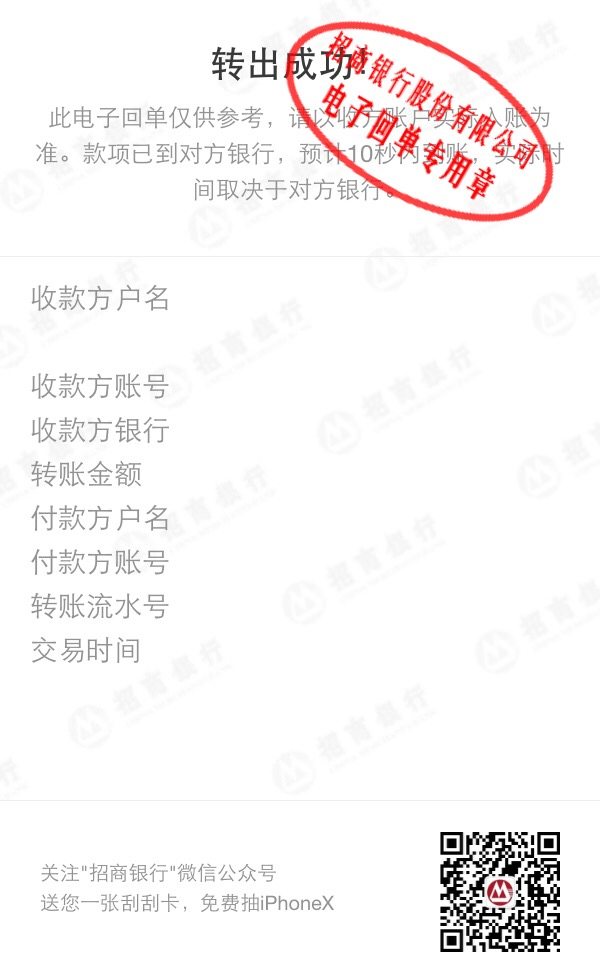 转出成功!
此电子回单仅供参考，请以收方账户实际入账为
准。款项已到对方银行，预计10秒内到账，实际时
间取决于对方银行。
招商银行股份有限公司
电子回单专用章
收款方户名
收款方账号
收款方银行
转账金额
付款方户名
付款方账号
转账流水号
交易时间
招商银行
关注"招商银行"微信公众号
送您一张刮刮卡，免费抽iPhoneX